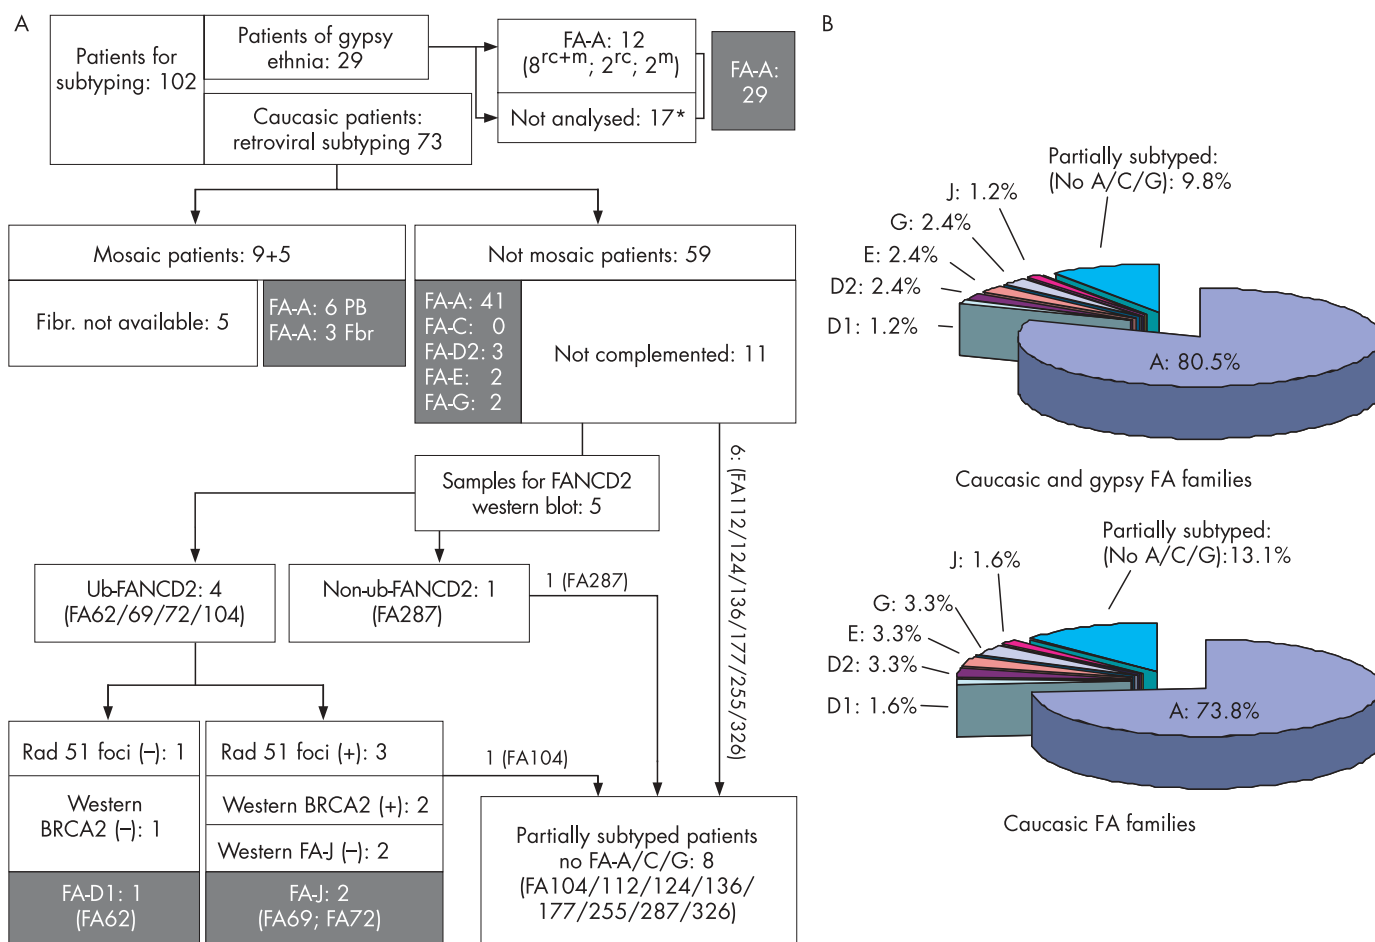 A
Patients for
subtyping: 102
Patients of gypsy
ethnia: 29
FA-A: 12
(8rc+m; 2rc; 2m)
Not analysed: 17*
FA-A:
29
Caucasic patients:
retroviral subtyping 73
Mosaic patients: 9+5
Fibr. not available: 5
FA-A: 6 PB
FA-A: 3 Fbr
Not mosaic patients: 59
FA-A: 41
FA-C: 0
FA-D2: 3
FA-E: 2
FA-G: 2
Not complemented: 11
Samples for FANCD2
western blot: 5
6: (FA112/124/136/177/255/326)
Ub-FANCD2: 4
(FA62/69/72/104)
Non-ub-FANCD2: 1
(FA287)
1 (FA287)
Rad 51 foci (–): 1
Western
BRCA2 (–): 1
FA-D1: 1
(FA62)
Rad 51 foci (+): 3
Western BRCA2 (+): 2
Western FA-J (–): 2
FA-J: 2
(FA69; FA72)
1 (FA104)
Partially subtyped patients
no FA-A/C/G: 8
(FA104/112/124/136/
177/255/287/326)
B
Partially subtyped:
(No A/C/G): 9.8%
J: 1.2%
G: 2.4%
E: 2.4%
D2: 2.4%
D1: 1.2%
A: 80.5%
Caucasic and gypsy FA families
Partially subtyped:
(No A/C/G):13.1%
J: 1.6%
G: 3.3%
E: 3.3%
D2: 3.3%
D1: 1.6%
A: 73.8%
Caucasic FA families